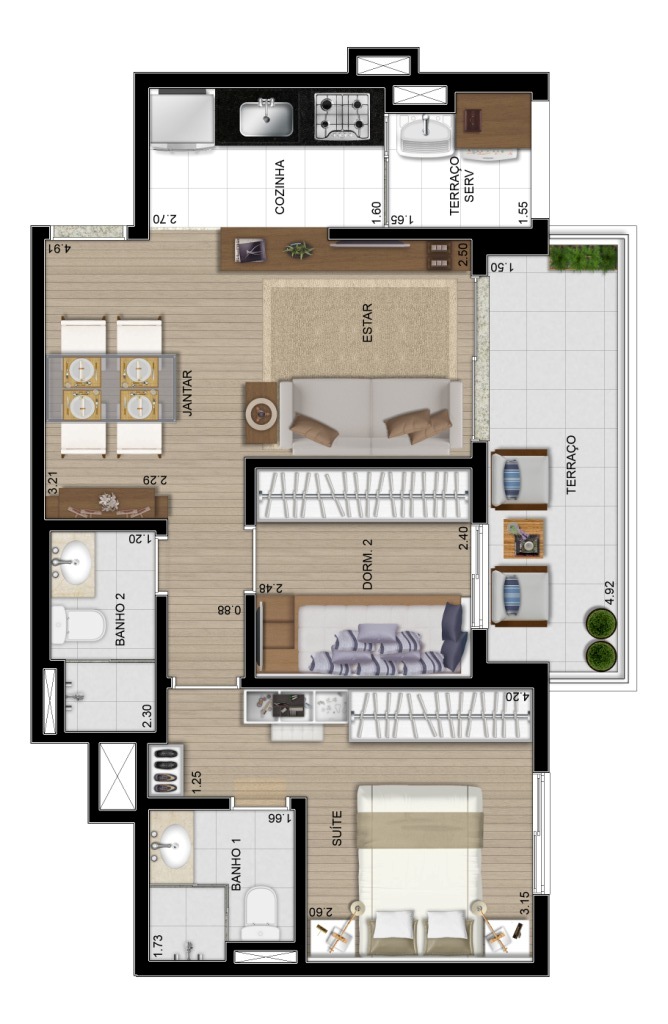 COZINHA
2.70
1.60
TERRAÇO
SERV
1.65
1.55
4.91
2.50
1.50
ESTAR
JANTAR
TERRAÇO
3.21
2.29
1.20
2.40
DORM. 2
2.48
0.88
BANHO 2
4.92
2.30
4.20
1.25
1.66
SUÍTE
BANHO 1
2.60
3.15
1.73